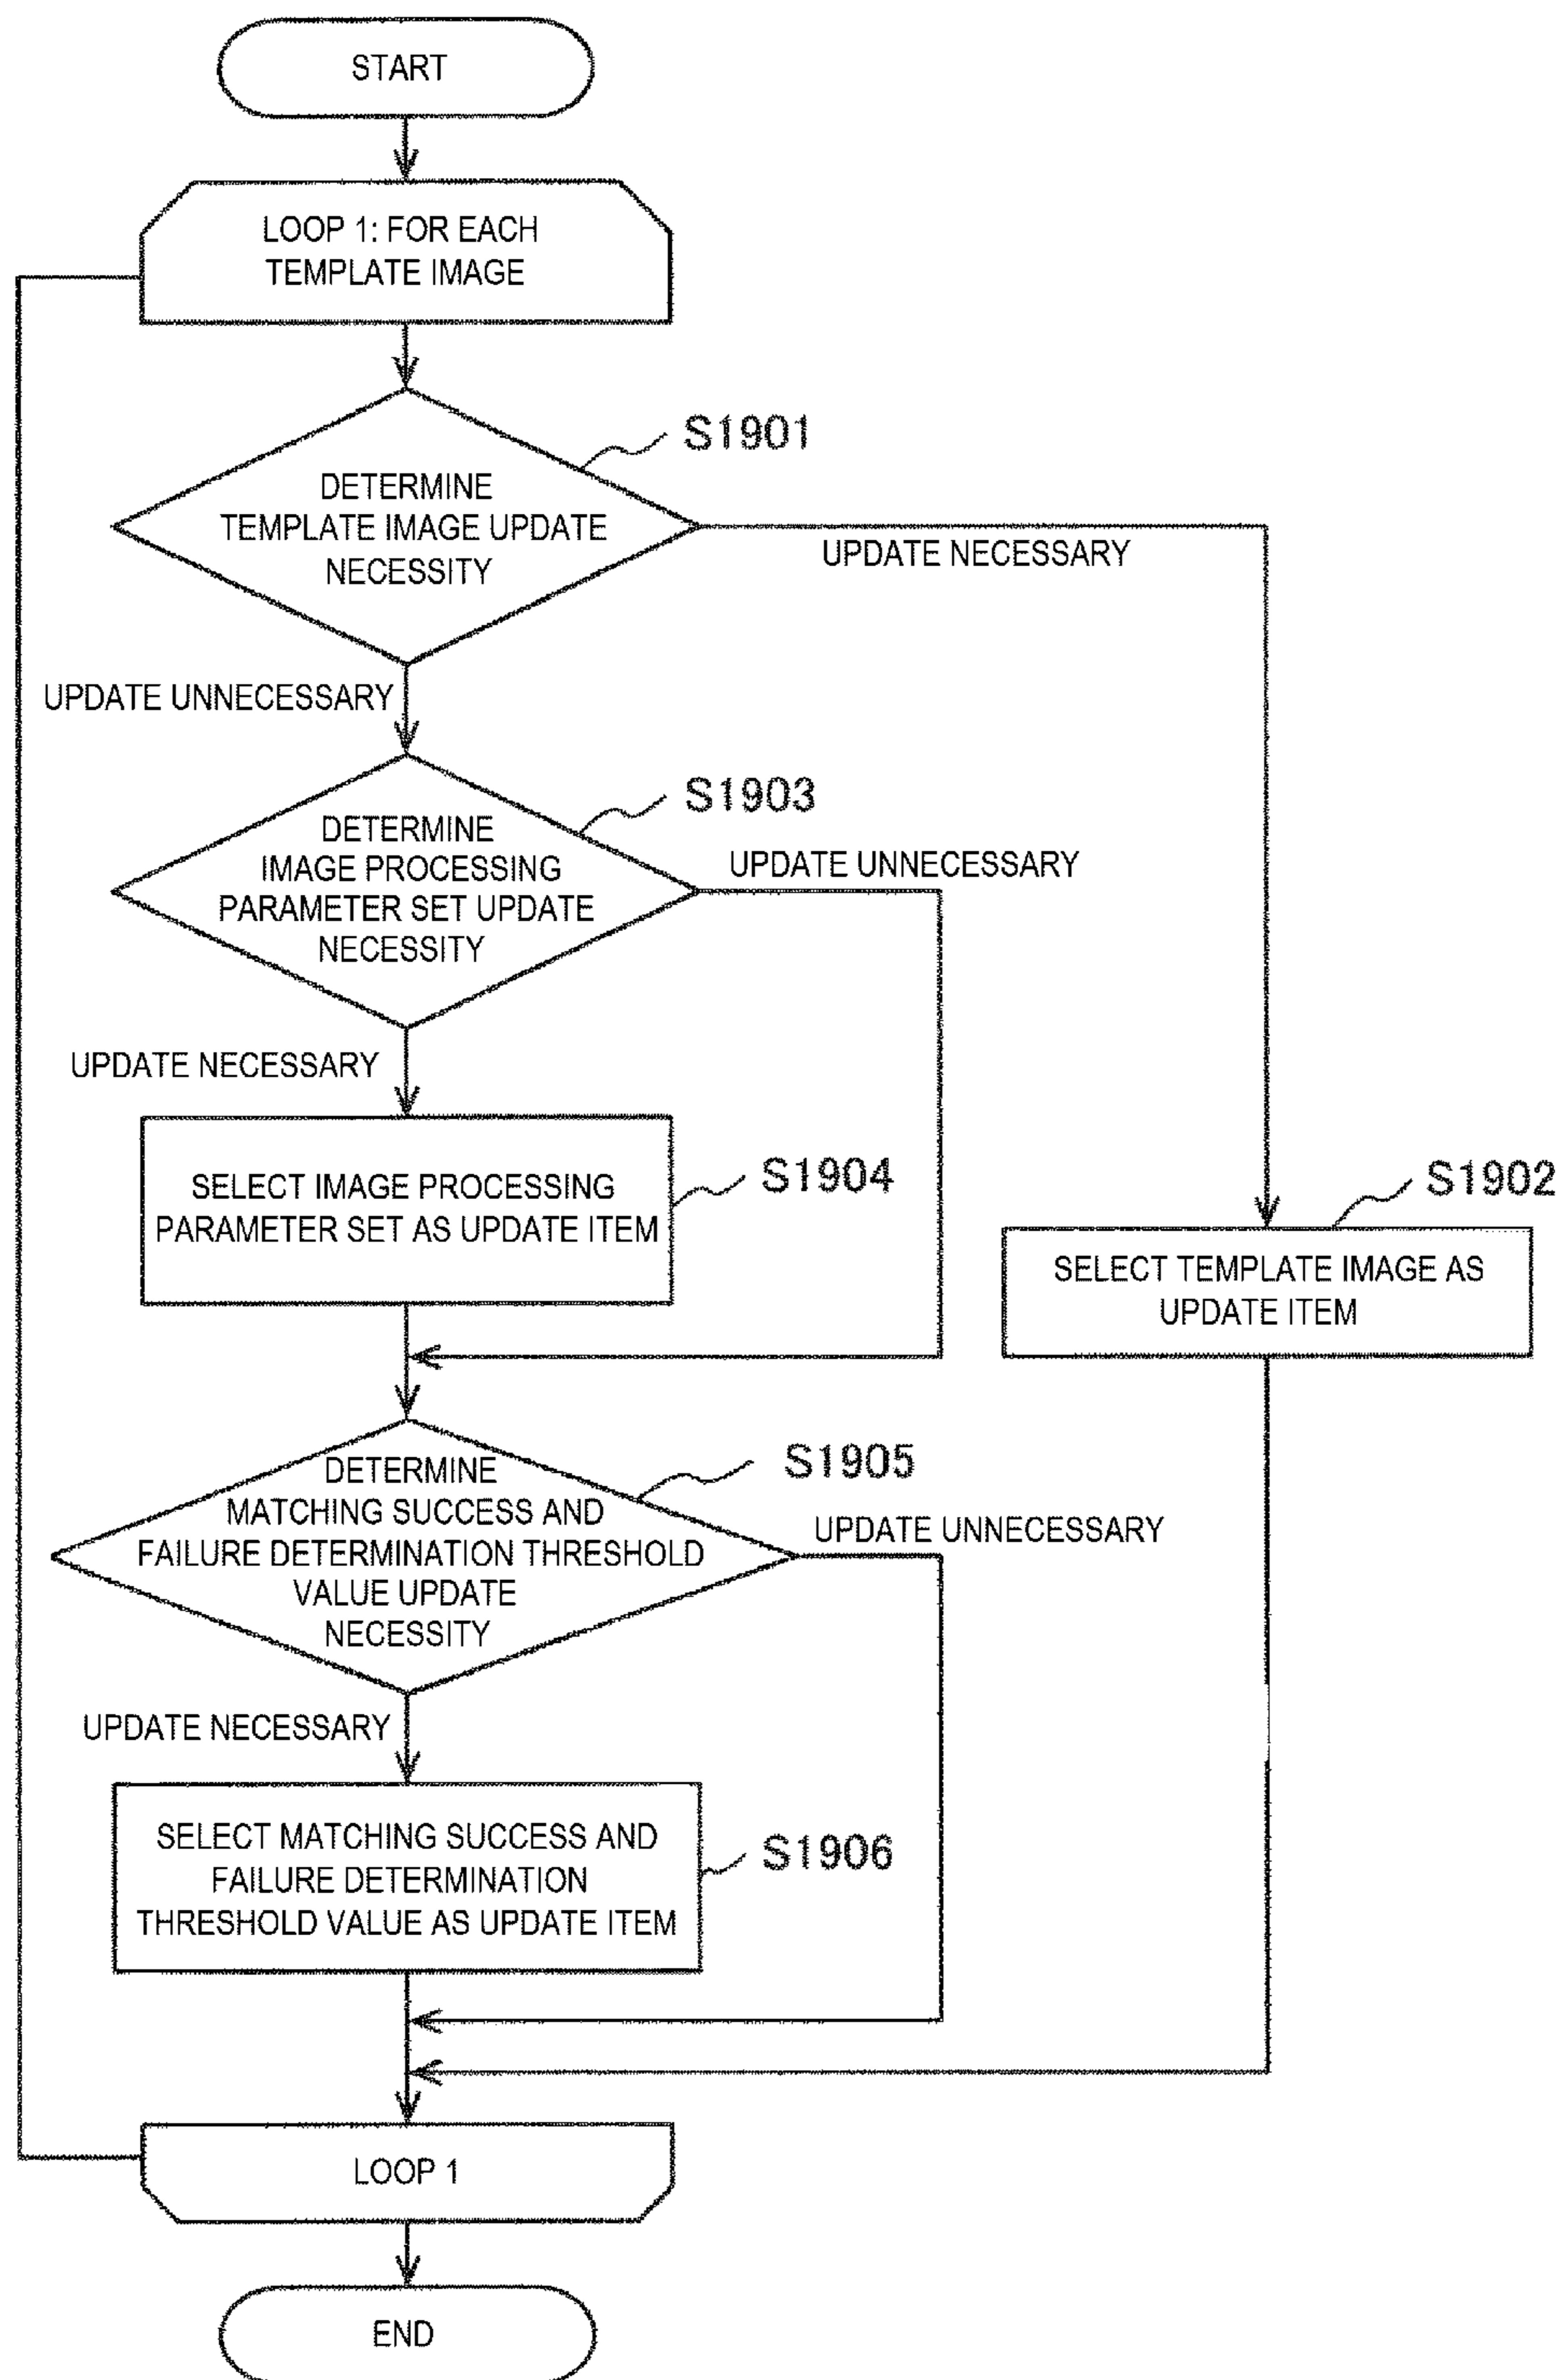 START
LOOP 1: FOR EACH
TEMPLATE IMAGE
S1901
DETERMINE
TEMPLATE IMAGE UPDATE
NECESSITY
UPDATE NECESSARY
UPDATE UNNECESSARY
S1903
DETERMINE
IMAGE PROCESSING
PARAMETER SET UPDATE
NECESSITY
UPDATE UNNECESSARY
UPDATE NECESSARY
S1904
SELECT IMAGE PROCESSING
PARAMETER SET AS UPDATE ITEM
S1902
SELECT TEMPLATE IMAGE AS
UPDATE ITEM
S1905
DETERMINE
MATCHING SUCCESS AND
FAILURE DETERMINATION THRESHOLD
VALUE UPDATE
NECESSITY
UPDATE UNNECESSARY
UPDATE NECESSARY
SELECT MATCHING SUCCESS AND
FAILURE DETERMINATION
THRESHOLD VALUE AS UPDATE ITEM
S1906
LOOP 1
END